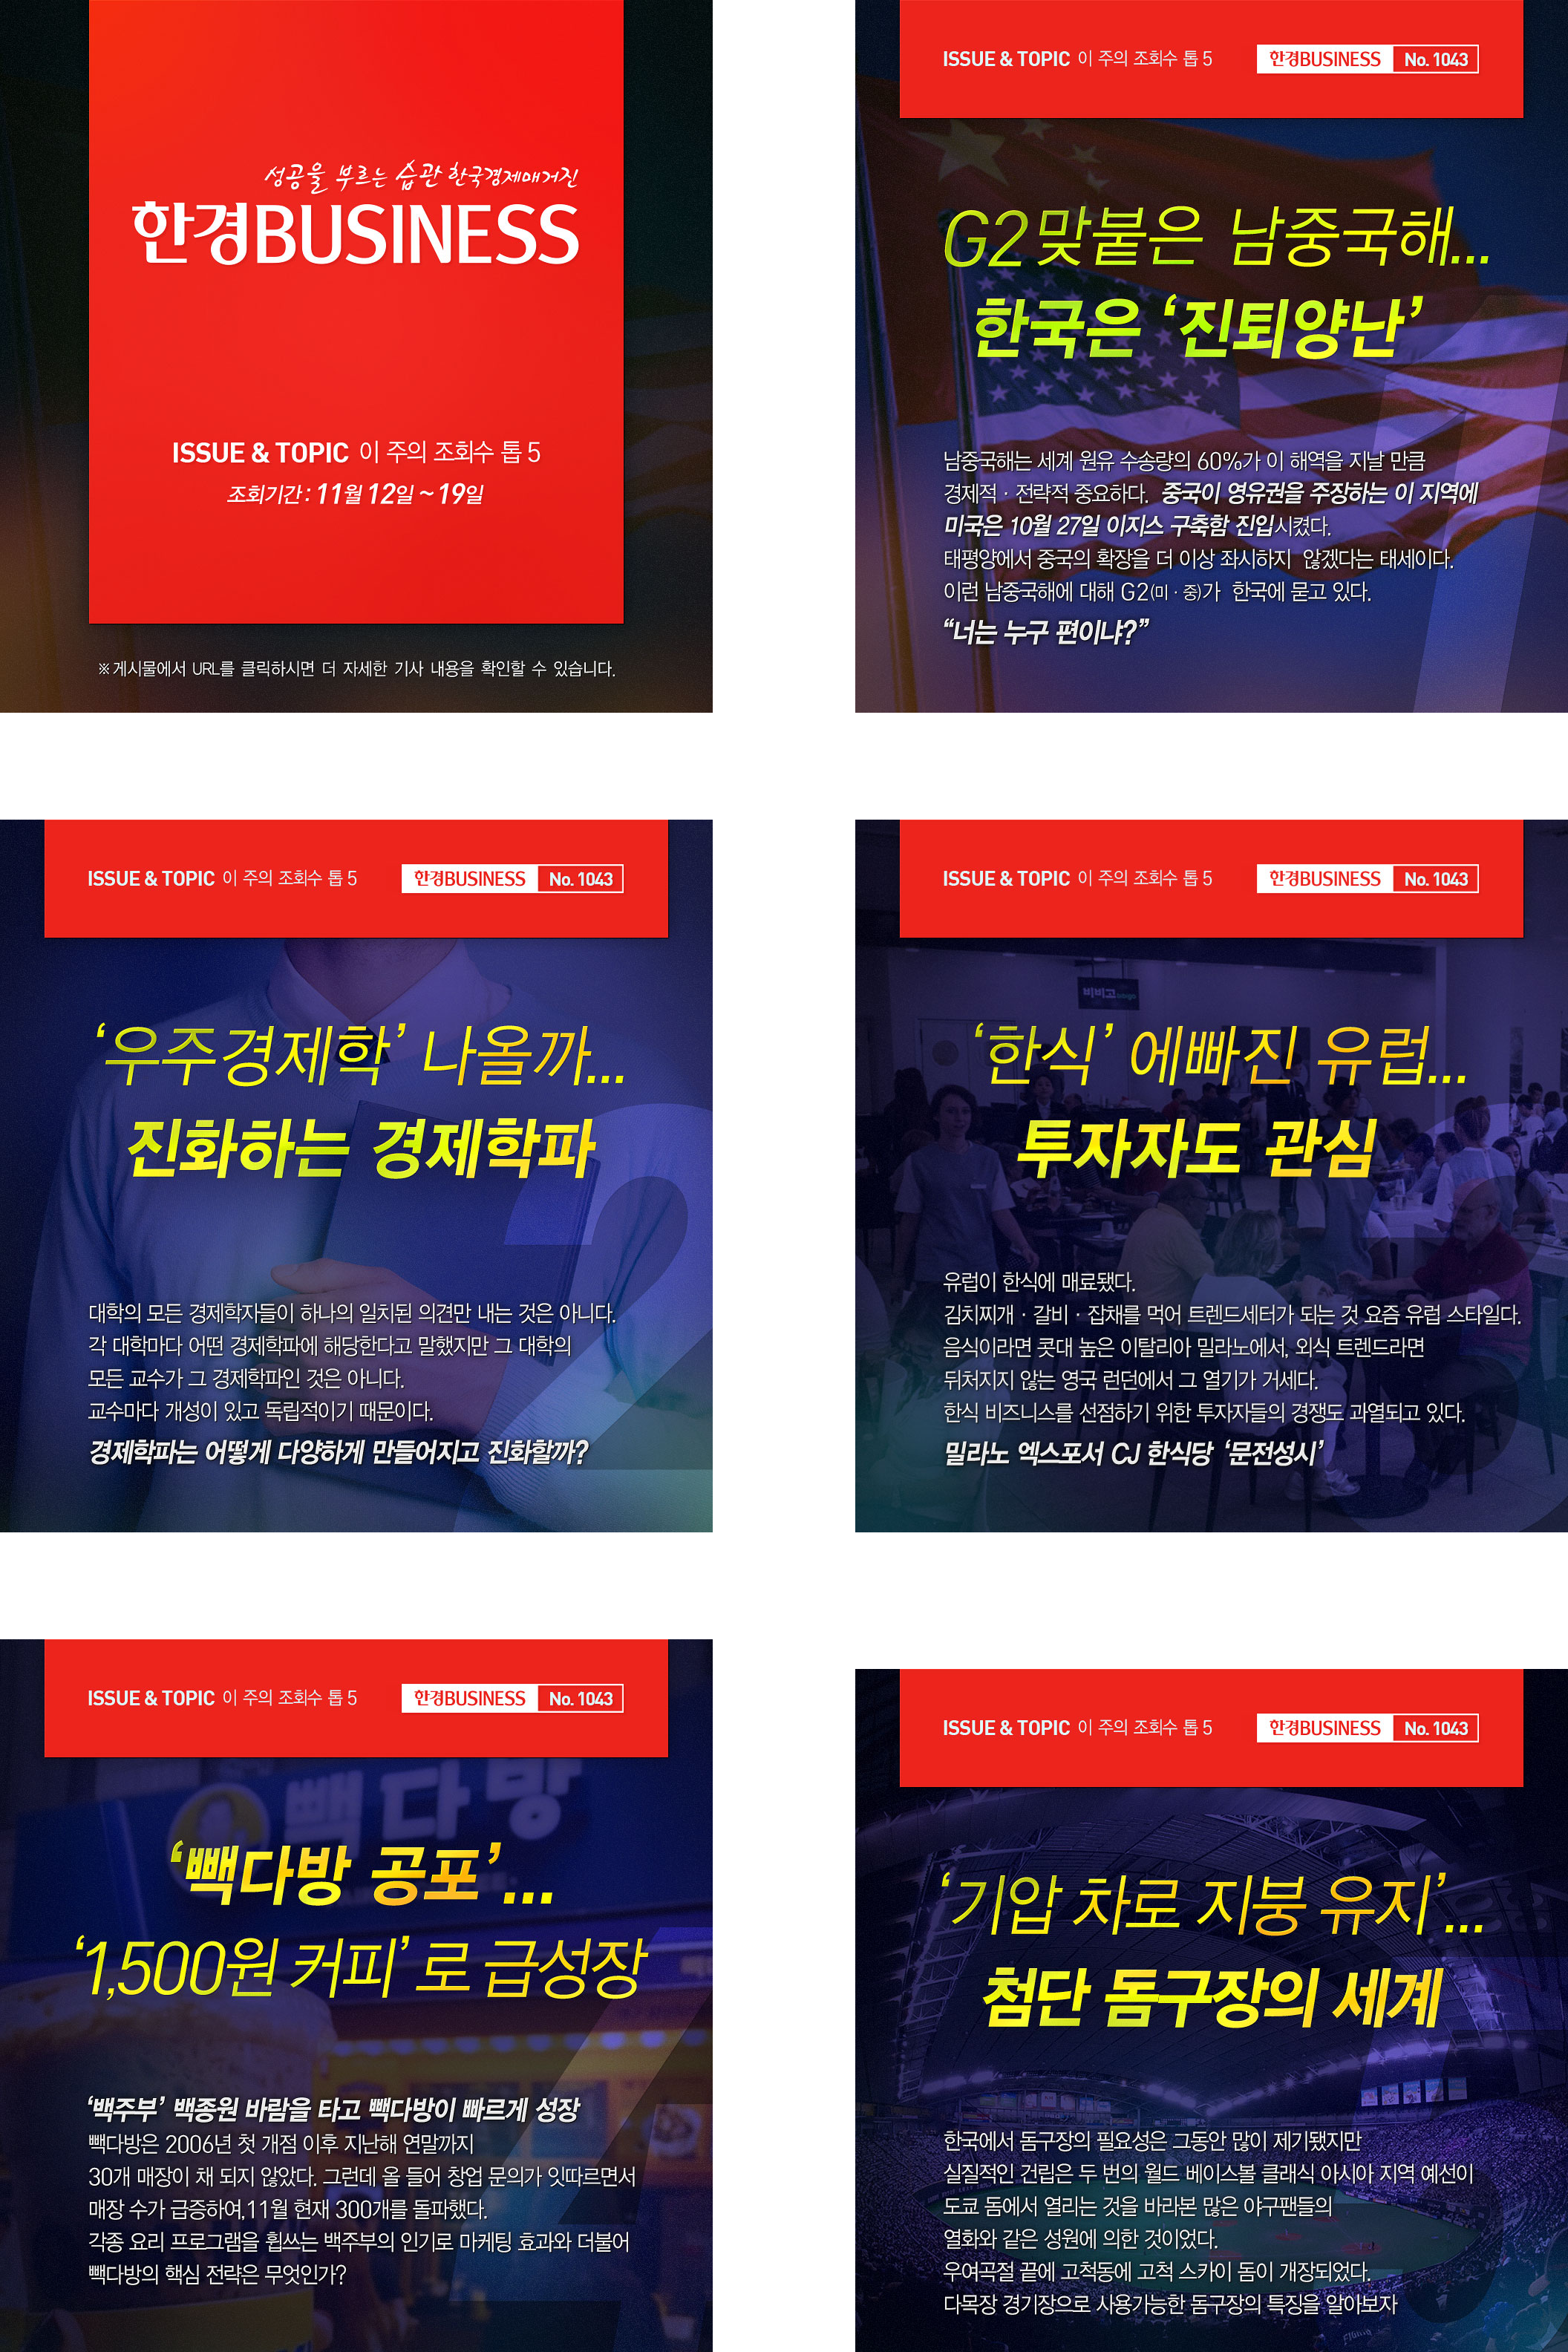 성공을 부르는 습관 한국경제매거진
한경BUSINESS
ISSUE & TOPIC 이 주의 조회수 톱 5
조회기간 : 11월 12일 ~ 19일
※ 게시물에서 URL를 클릭하시면 더 자세한 기사 내용을 확인할 수 있습니다.
ISSUE & TOPIC 이 주의 조회수 톱 5 한경BUSINESS No. 1043
G2맞붙은 남중국해...
한국은 ‘진퇴양난’
남중국해는 세계 원유 수송량의 60%가 이 해역을 지날 만큼
경제적 · 전략적 중요하다. 중국이 영유권을 주장하는 이 지역에
미국은 10월 27일 이지스 구축함 진입시켰다.
태평양에서 중국의 확장을 더 이상 좌시하지 않겠다는 태세이다.
이런 남중국해에 대해 G2(미 · 중)가 한국에 묻고 있다.
“너는 누구 편이냐?”
1
ISSUE & TOPIC 이 주의 조회수 톱 5 한경BUSINESS No. 1043
‘우주경제학’ 나올까...
진화하는 경제학파
대학의 모든 경제학자들이 하나의 일치된 의견만 내는 것은 아니다.
각 대학마다 어떤 경제학파에 해당한다고 말했지만 그 대학의
모든 교수가 그 경제학파인 것은 아니다.
교수마다 개성이 있고 독립적이기 때문이다.
경제학파는 어떻게 다양하게 만들어지고 진화할까?
2
ISSUE & TOPIC 이 주의 조회수 톱 5 한경BUSINESS No. 1043
비비고
‘한식’ 에빠진 유럽...
투자자도 관심
유럽이 한식에 매료됐다.
김치찌개 · 갈비 · 잡채를 먹어 트렌드세터가 되는 것 요즘 유럽 스타일다.
음식이라면 콧대 높은 이탈리아 밀라노에서, 외식 트렌드라면
뒤처지지 않는 영국 런던에서 그 열기가 거세다.
한식 비즈니스를 선점하기 위한 투자자들의 경쟁도 과열되고 있다.
밀라노 엑스포서 CJ 한식당 ‘문전성시’
3
ISSUE & TOPIC 이 주의 조회수 톱 5 한경BUSINESS No. 1043
빽다방
‘빽다방 공포’...
‘1,500원 커피’ 로 급성장
‘백주부’ 백종원 바람을 타고 빽다방이 빠르게 성장
빽다방은 2006년 첫 개점 이후 지난해 연말까지
30개 매장이 채 되지 않았다. 그런데 올 들어 창업 문의가 잇따르면서
매장 수가 급증하여,11월 현재 300개를 돌파했다.
각종 요리 프로그램을 휩쓰는 백주부의 인기로 마케팅 효과와 더불어
빽다방의 핵심 전략은 무엇인가?
4
ISSUE & TOPIC 이 주의 조회수 톱 5 한경BUSINESS No. 1043
‘기압 차로 지붕 유지’...
첨단 돔구장의 세계
한국에서 돔구장의 필요성은 그동안 많이 제기됐지만
실질적인 건립은 두 번의 월드 베이스볼 클래식 아시아 지역 예선이
도쿄 돔에서 열리는 것을 바라본 많은 야구팬들의
열화와 같은 성원에 의한 것이었다.
우여곡절 끝에 고척동에 고척 스카이 돔이 개장되었다.
다목장 경기장으로 사용가능한 돔구장의 특징을 알아보자
5